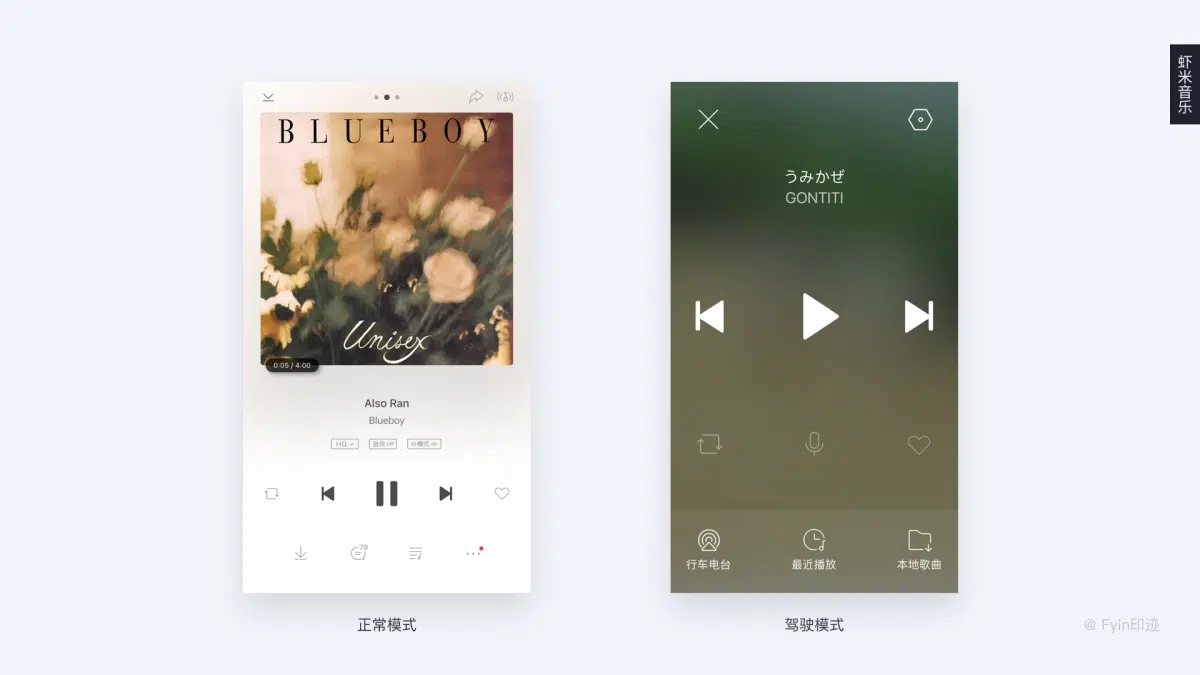 虾米音乐
BLUEBOY
Unisex
0:05 / 4:00
Also Ran
Blueboy
HQ
音效 off
AI模式 on
78
正常模式
うみかぜ
GONTITI
行车电台
最近播放
本地歌曲
驾驶模式
@ Fyin印迹